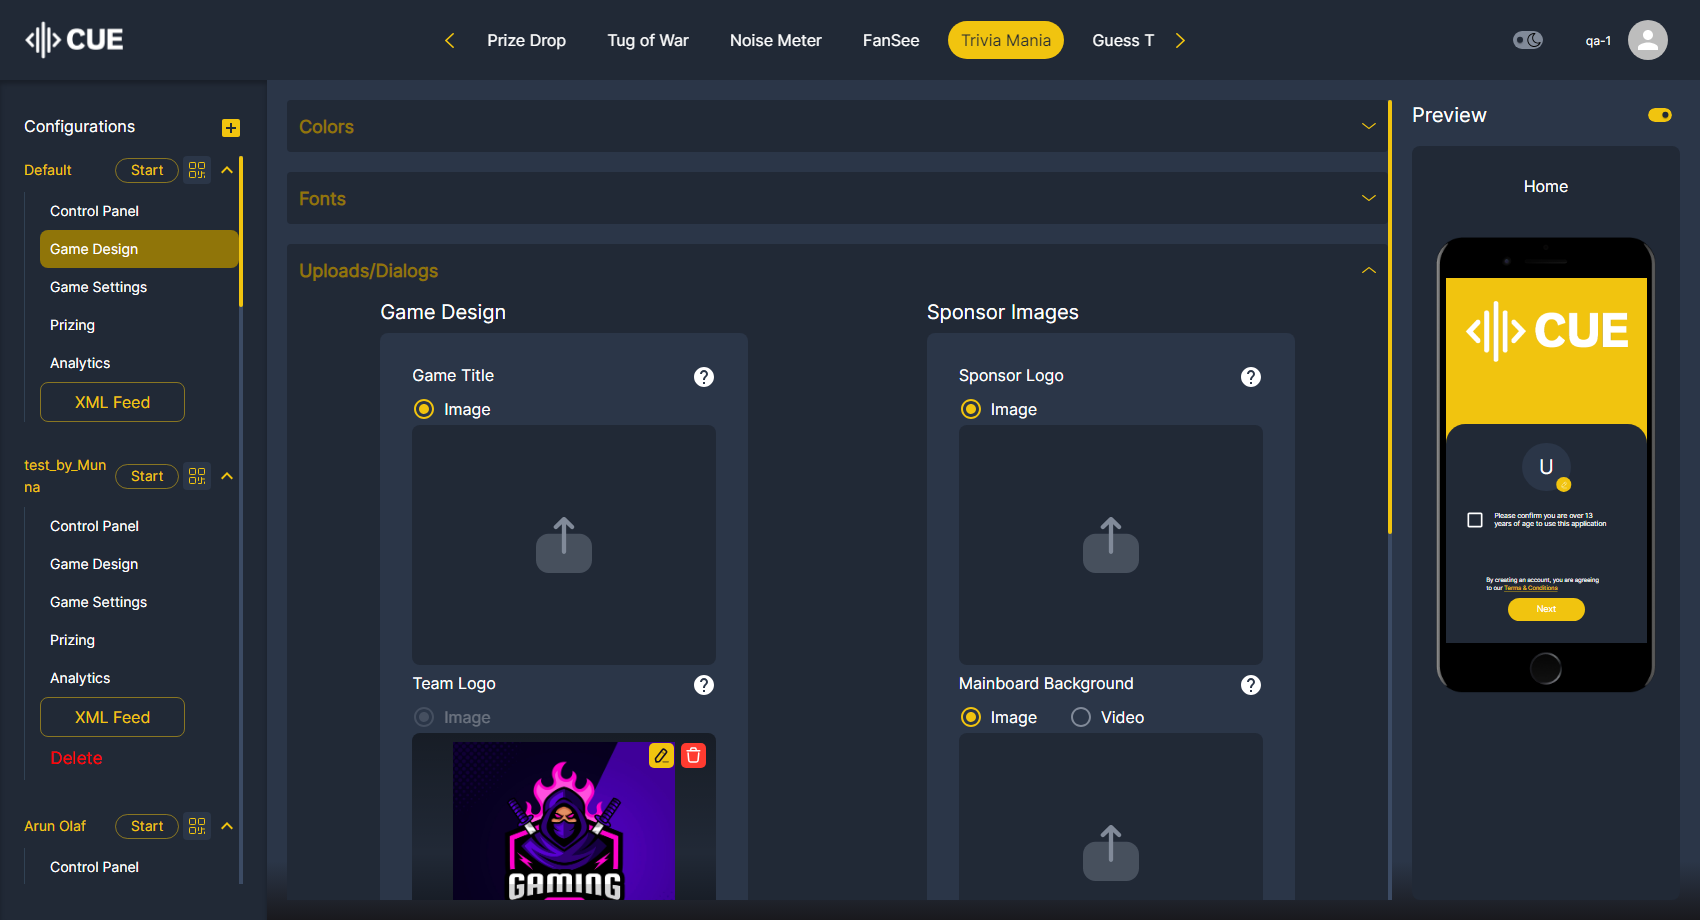 CUE
Prize Drop
Tug of War
Noise Meter
FanSee
Trivia Mania
Guess T
qa-1
Configurations
Default
Start
Control Panel
Game Design
Game Settings
Prizing
Analytics
XML Feed
test_by_Mun
na
Start
Control Panel
Game Design
Game Settings
Prizing
Analytics
XML Feed
Delete
Arun Olaf
Start
Control Panel
Colors
Fonts
Uploads/Dialogs
Game Design
Game Title
Image
Team Logo
Image
GAMING
Sponsor Images
Sponsor Logo
Image
Mainboard Background
Image
Video
Preview
Home
CUE
U
Please confirm you are over 13
years of age to use this application
By creating an account, you are agreeing
to our Terms & Conditions
Next